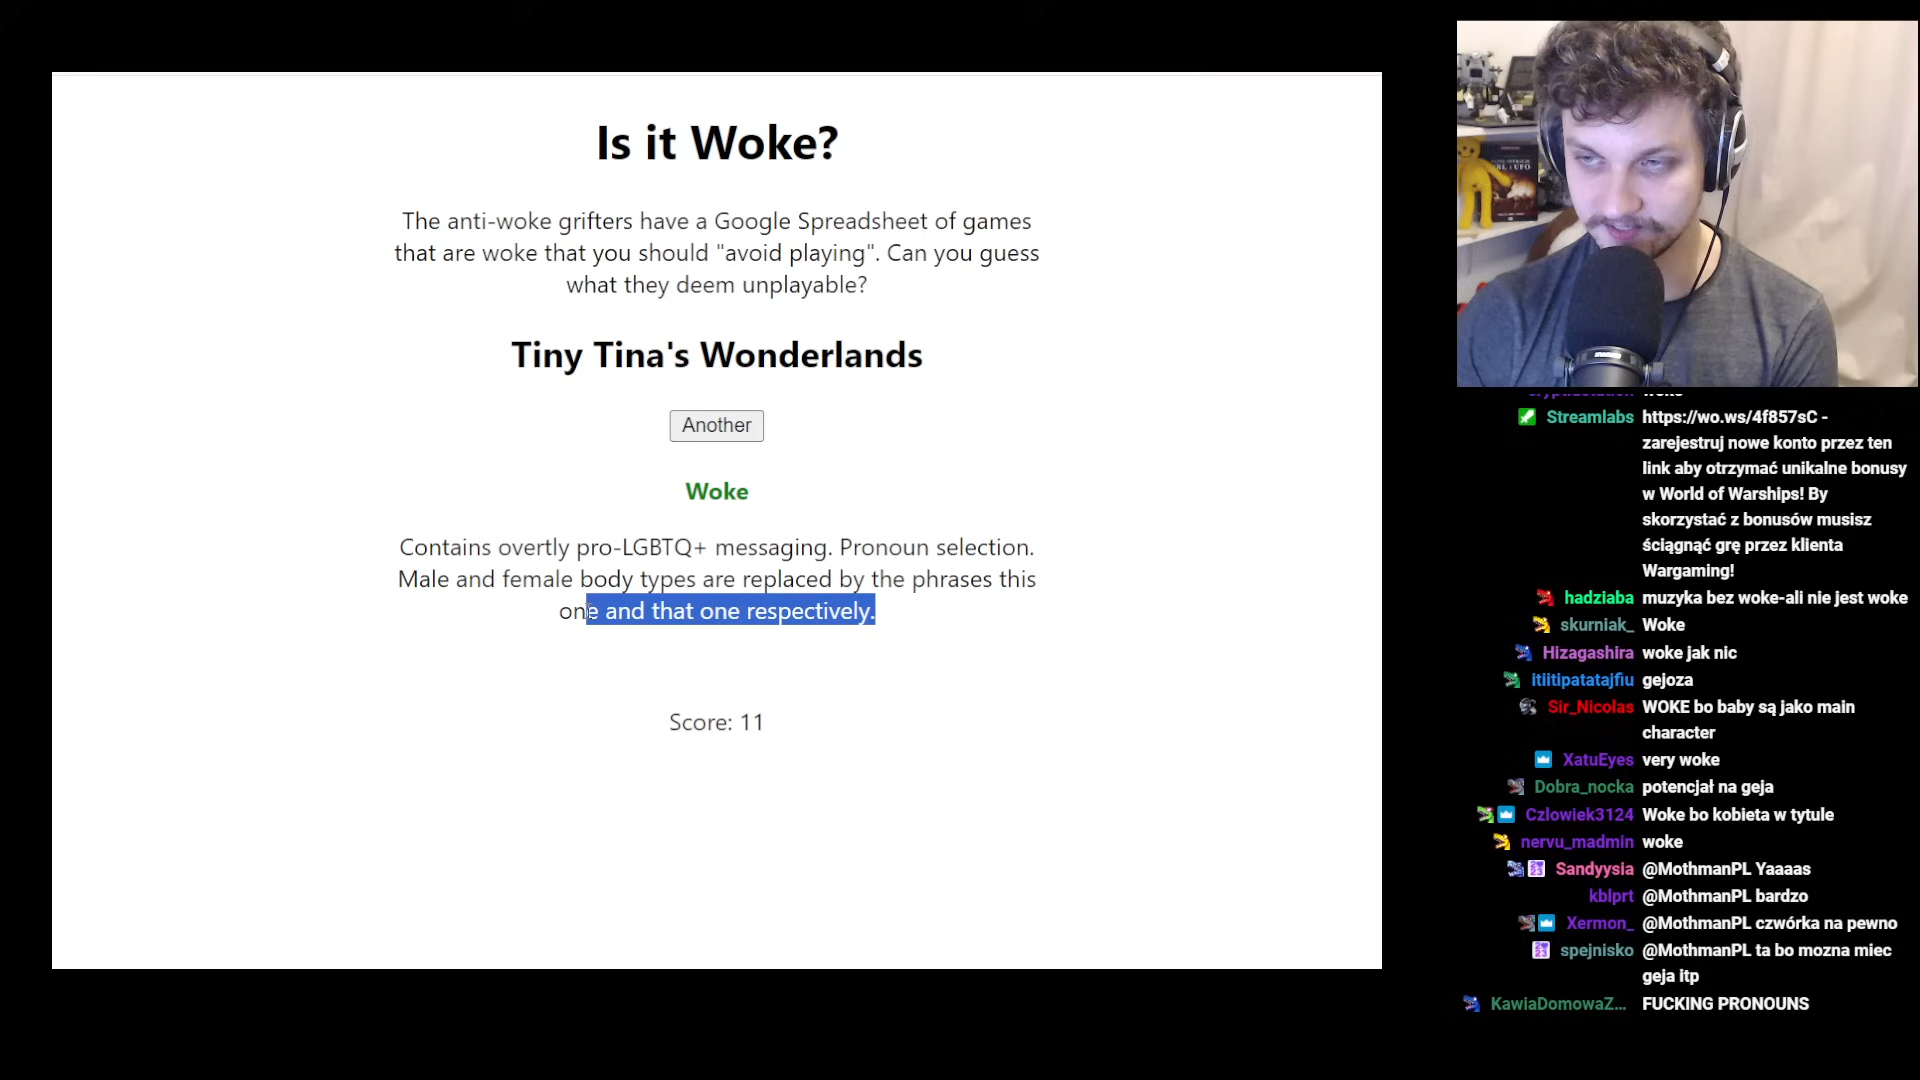 Is it Woke?
The anti-woke grifters have a Google Spreadsheet of games
that are woke that you should "avoid playing". Can you guess
what they deem unplayable?
Tiny Tina's Wonderlands
Another
Woke
Contains overtly pro-LGBTQ+ messaging. Pronoun selection.
Male and female body types are replaced by the phrases this
one and that one respectively.
Score: 11
Streamlabs https://wo.ws/4f857sC -
zarejestruj nowe konto przez ten
link aby otrzymać unikalne bonusy
w World of Warships! By
skorzystać z bonusów musisz
ściągnąć grę przez klienta
Wargaming!
hadziaba muzyka bez woke-ali nie jest woke
skurniak_ Woke
Hizagashira woke jak nic
itiitipatatajfiu gejoza
Sir_Nicolas WOKE bo baby są jako main
character
XatuEyes very woke
Dobra_nocka potencjał na geja
Czlowiek3124 Woke bo kobieta w tytule
nervu_madmin woke
Sandyysia @MothmanPL Yaaaas
kblprt @MothmanPL bardzo
Xermon_ @MothmanPL czwórka na pewno
spejnisko @MothmanPL ta bo mozna miec
geja itp
KawiaDomowaZ... FUCKING PRONOUNS